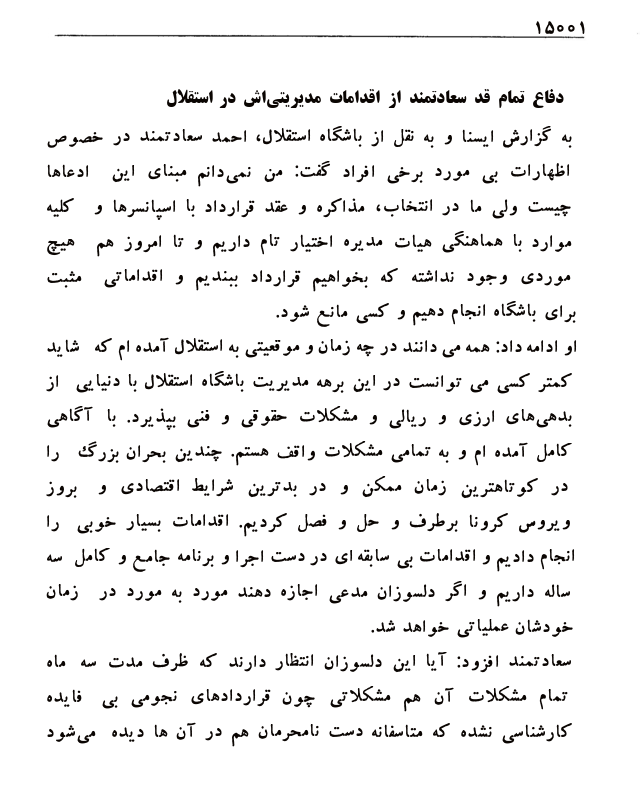 ۱۵۰۰۱
دفاع تمام قد سعادتمند از اقدامات مدیریتی‌اش در استقلال
به گزارش ایسنا و به نقل از باشگاه استقلال، احمد سعادتمند در خصوص
اظهارات بی مورد برخی افراد گفت: من نمی‌دانم مبنای این ادعاها
چیست ولی ما در انتخاب، مذاکره و عقد قرارداد با اسپانسرها و کلیه
موارد با هماهنگی هیات مدیره اختیار تام داریم و تا امروز هم هیچ
موردی وجود نداشته که بخواهیم قرارداد ببندیم و اقداماتی مثبت
برای باشگاه انجام دهیم و کسی مانع شود.
او ادامه داد: همه می دانند در چه زمان و موقعیتی به استقلال آمده ام که شاید
کمتر کسی می توانست در این برهه مدیریت باشگاه استقلال با دنیایی از
بدهی‌های ارزی و ریالی و مشکلات حقوقی و فنی بپذیرد. با آگاهی
کامل آمده ام و به تمامی مشکلات واقف هستم. چندین بحران بزرگ را
در کوتاهترین زمان ممکن و در بدترین شرایط اقتصادی و بروز
ویروس کرونا برطرف و حل و فصل کردیم. اقدامات بسیار خوبی را
انجام دادیم و اقدامات بی سابقه ای در دست اجرا و برنامه جامع و کامل سه
ساله داریم و اگر دلسوزان مدعی اجازه دهند مورد به مورد در زمان
خودشان عملیاتی خواهد شد.
سعادتمند افزود: آیا این دلسوزان انتظار دارند که ظرف مدت سه ماه
تمام مشکلات آن هم مشکلاتی چون قراردادهای نجومی بی فایده
کارشناسی نشده که متاسفانه دست نامحرمان هم در آن ها دیده می‌شود